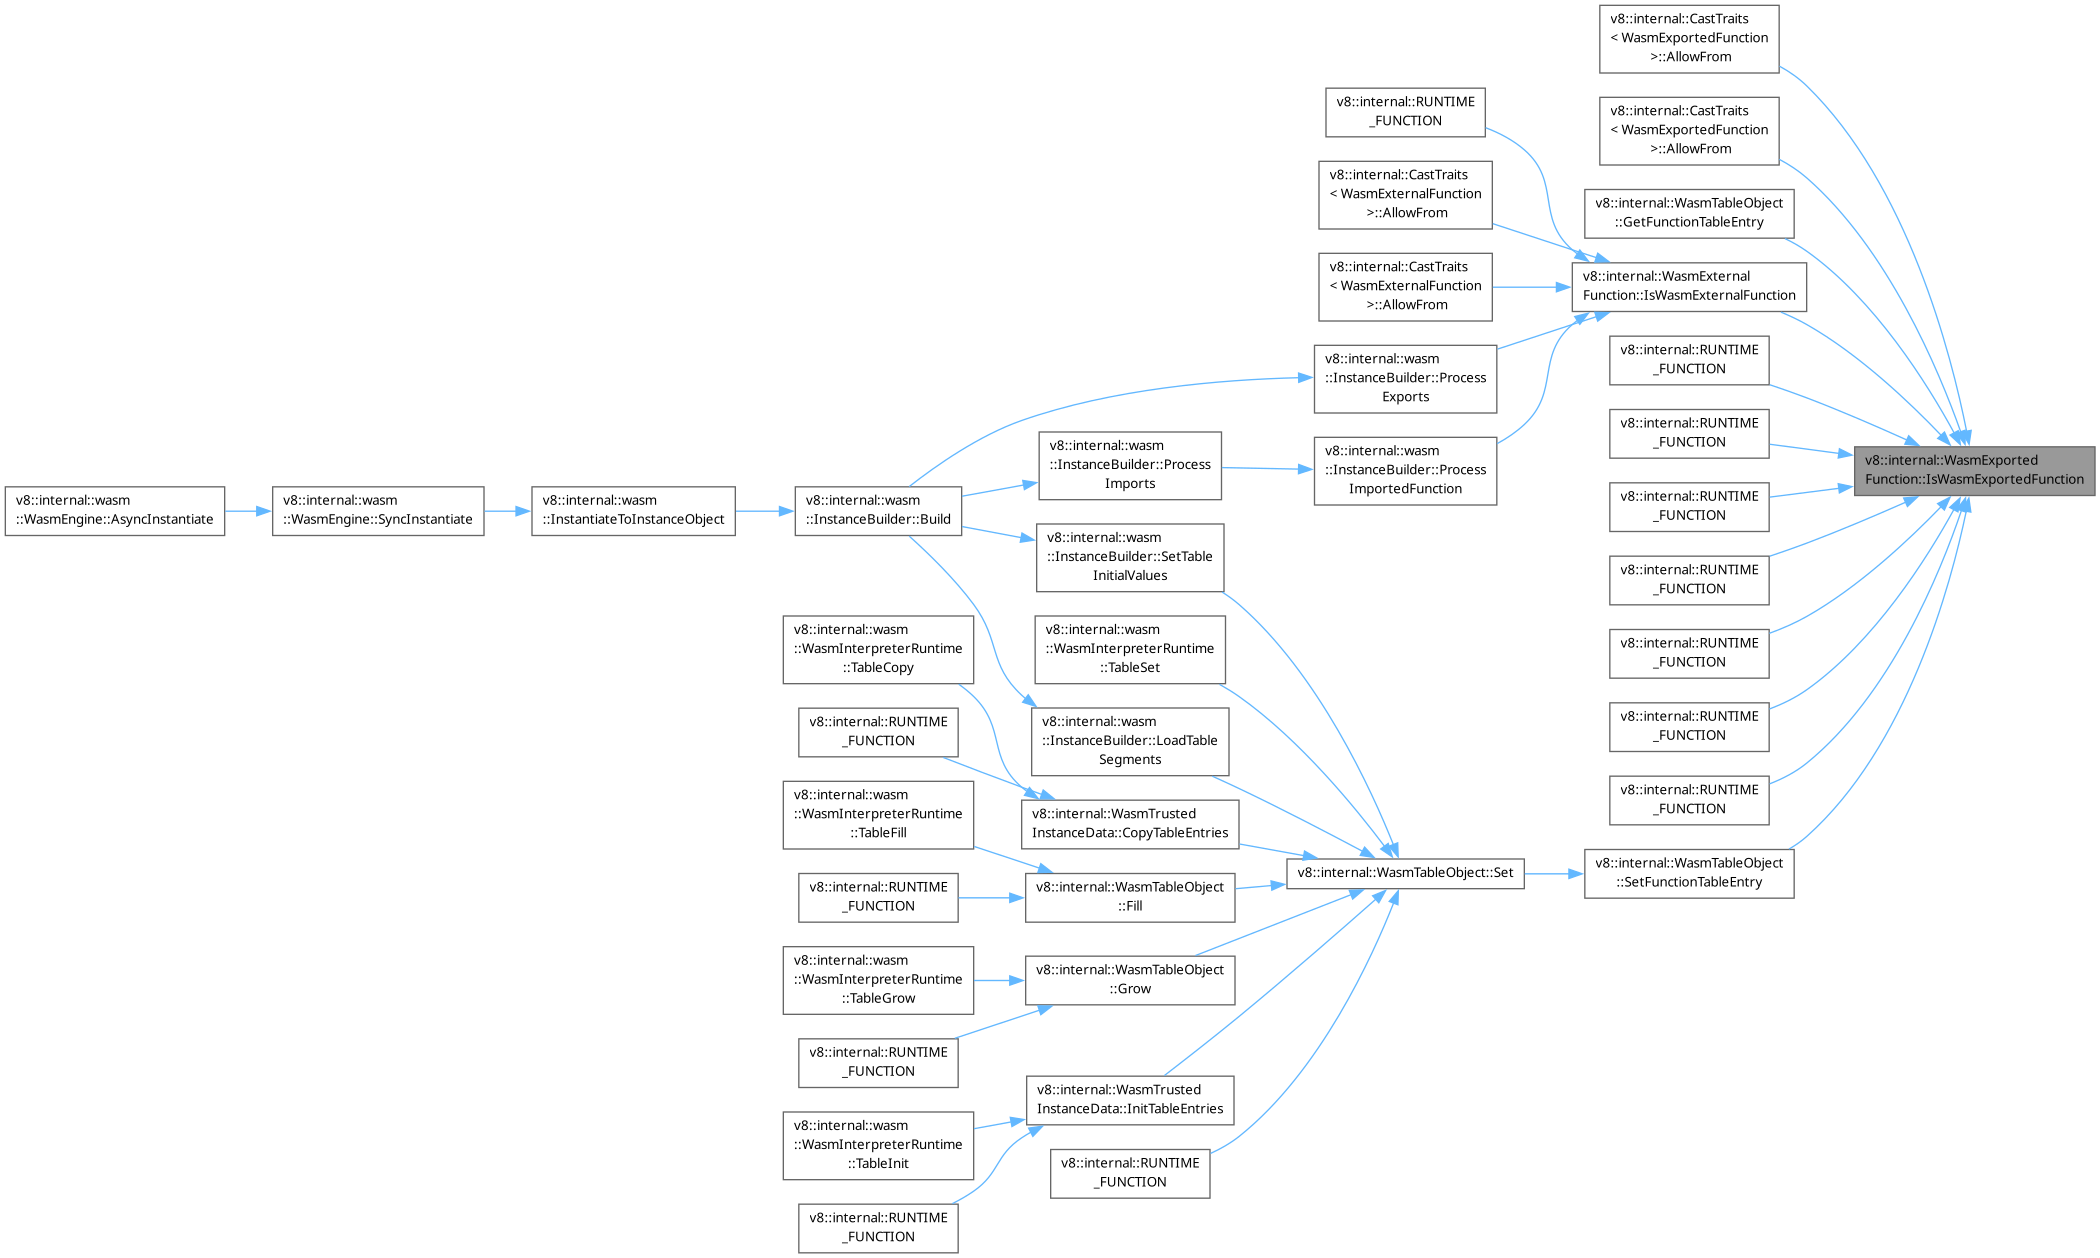 v8::internal::CastTraits
< WasmExportedFunction
>::AllowFrom
v8::internal::RUNTIME
_FUNCTION
v8::internal::CastTraits
< WasmExportedFunction
>::AllowFrom
v8::internal::CastTraits
< WasmExternalFunction
>::AllowFrom
v8::internal::WasmTableObject
::GetFunctionTableEntry
v8::internal::CastTraits
< WasmExternalFunction
>::AllowFrom
v8::internal::WasmExternal
Function::IsWasmExternalFunction
v8::internal::RUNTIME
_FUNCTION
v8::internal::wasm
::InstanceBuilder::Process
Exports
v8::internal::RUNTIME
_FUNCTION
v8::internal::wasm
::InstanceBuilder::Process
Imports
v8::internal::wasm
::InstanceBuilder::Process
ImportedFunction
v8::internal::WasmExported
Function::IsWasmExportedFunction
v8::internal::wasm
::WasmEngine::AsyncInstantiate
v8::internal::wasm
::WasmEngine::SyncInstantiate
v8::internal::wasm
::InstantiateToInstanceObject
v8::internal::wasm
::InstanceBuilder::Build
v8::internal::RUNTIME
_FUNCTION
v8::internal::wasm
::InstanceBuilder::SetTable
InitialValues
v8::internal::RUNTIME
_FUNCTION
v8::internal::wasm
::WasmInterpreterRuntime
::TableCopy
v8::internal::wasm
::WasmInterpreterRuntime
::TableSet
v8::internal::RUNTIME
_FUNCTION
v8::internal::RUNTIME
_FUNCTION
v8::internal::wasm
::InstanceBuilder::LoadTable
Segments
v8::internal::RUNTIME
_FUNCTION
v8::internal::wasm
::WasmInterpreterRuntime
::TableFill
v8::internal::WasmTrusted
InstanceData::CopyTableEntries
v8::internal::RUNTIME
_FUNCTION
v8::internal::RUNTIME
_FUNCTION
v8::internal::WasmTableObject
::Fill
v8::internal::WasmTableObject::Set
v8::internal::WasmTableObject
::SetFunctionTableEntry
v8::internal::wasm
::WasmInterpreterRuntime
::TableGrow
v8::internal::WasmTableObject
::Grow
v8::internal::RUNTIME
_FUNCTION
v8::internal::WasmTrusted
InstanceData::InitTableEntries
v8::internal::wasm
::WasmInterpreterRuntime
::TableInit
v8::internal::RUNTIME
_FUNCTION
v8::internal::RUNTIME
_FUNCTION